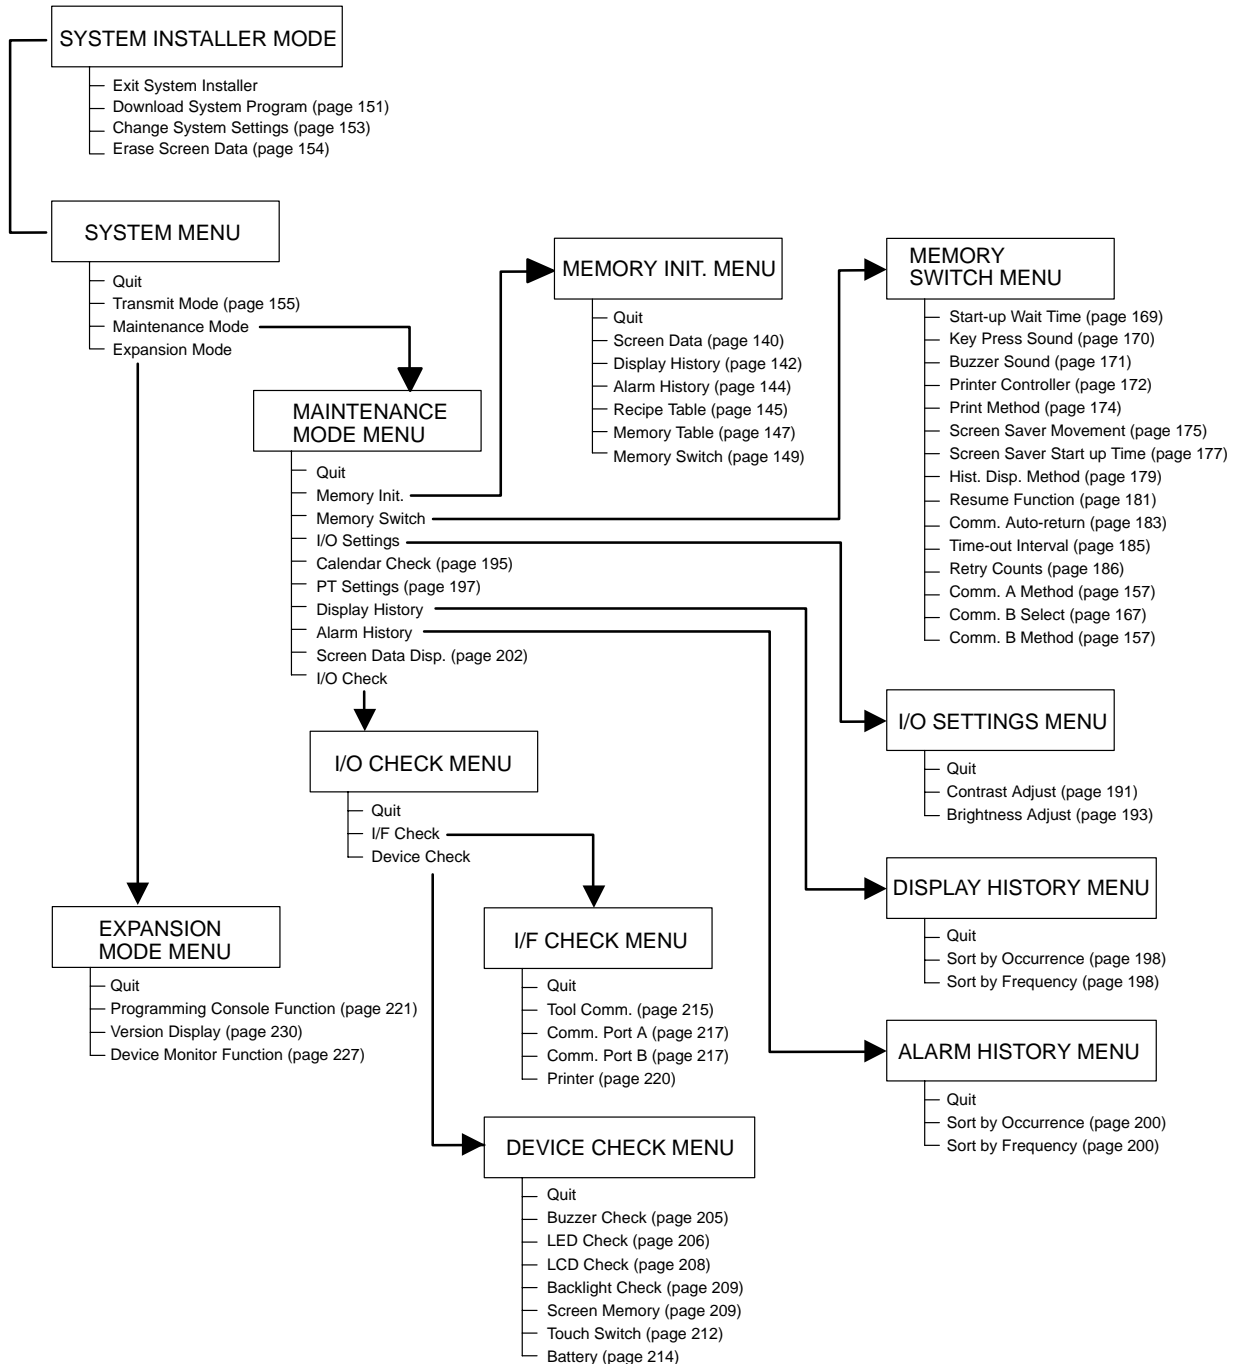 SYSTEM INSTALLER MODE
Exit System Installer
Download System Program (page 151)
Change System Settings (page 153)
Erase Screen Data (page 154)
SYSTEM MENU
Quit
Transmit Mode (page 155)
Maintenance Mode
Expansion Mode
MEMORY INIT. MENU
Quit
Screen Data (page 140)
Display History (page 142)
Alarm History (page 144)
Recipe Table (page 145)
Memory Table (page 147)
Memory Switch (page 149)
MEMORY
SWITCH MENU
Start-up Wait Time (page 169)
Key Press Sound (page 170)
Buzzer Sound (page 171)
Printer Controller (page 172)
Print Method (page 174)
Screen Saver Movement (page 175)
Screen Saver Start up Time (page 177)
Hist. Disp. Method (page 179)
Resume Function (page 181)
Comm. Auto-return (page 183)
Time-out Interval (page 185)
Retry Counts (page 186)
Comm. A Method (page 157)
Comm. B Select (page 167)
Comm. B Method (page 157)
MAINTENANCE
MODE MENU
Quit
Memory Init.
Memory Switch
I/O Settings
Calendar Check (page 195)
PT Settings (page 197)
Display History
Alarm History
Screen Data Disp. (page 202)
I/O Check
I/O SETTINGS MENU
Quit
Contrast Adjust (page 191)
Brightness Adjust (page 193)
I/O CHECK MENU
Quit
I/F Check
Device Check
DISPLAY HISTORY MENU
Quit
Sort by Occurrence (page 198)
Sort by Frequency (page 198)
EXPANSION
MODE MENU
Quit
Programming Console Function (page 221)
Version Display (page 230)
Device Monitor Function (page 227)
I/F CHECK MENU
Quit
Tool Comm. (page 215)
Comm. Port A (page 217)
Comm. Port B (page 217)
Printer (page 220)
ALARM HISTORY MENU
Quit
Sort by Occurrence (page 200)
Sort by Frequency (page 200)
DEVICE CHECK MENU
Quit
Buzzer Check (page 205)
LED Check (page 206)
LCD Check (page 208)
Backlight Check (page 209)
Screen Memory (page 209)
Touch Switch (page 212)
Battery (page 214)